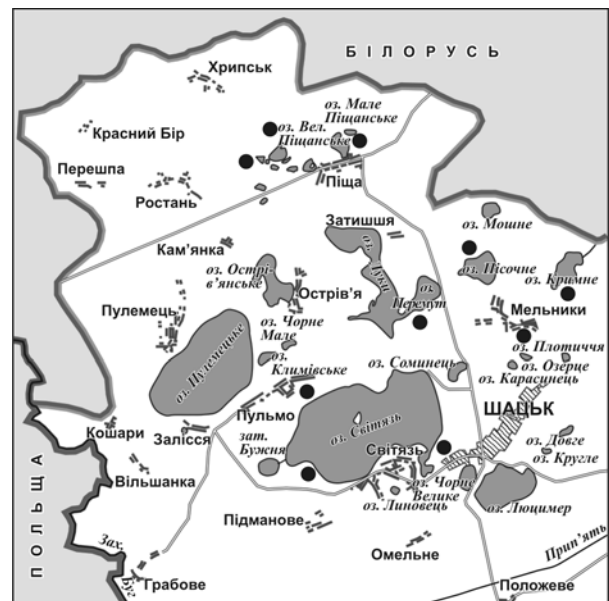 БІЛОРУСЬ
Хрипськ
оз. Мале
Піщанське
оз. Вел.
Піщанське
Красний Бір
Перешпа
Піща
Ростань
Затишшя
оз. Мошне
Кам'янка
оз. Острі-
в'янське
оз. Луки
оз. Пісочне
оз. Кримне
оз.
Перемут
Острів'я
Пулемець
Мельники
оз. Чорне
Мале
оз. Плотиччя
оз. Пулемецьке
оз.
Климівське
оз. Соминець
оз. Озерце
оз. Карасинець
Пульмо
ШАЦЬК
оз. Світязь
Кошари
Залісся
зат.
Бужня
Світязь
оз. Довге
оз. Кругле
Вільшанка
оз. Чорне
Велике
оз. Линовець
оз. Люцимер
ПОЛЬЩА
Підманове
Зах.
Буг
Омельне
Прип'ять
Грабове
Положеве